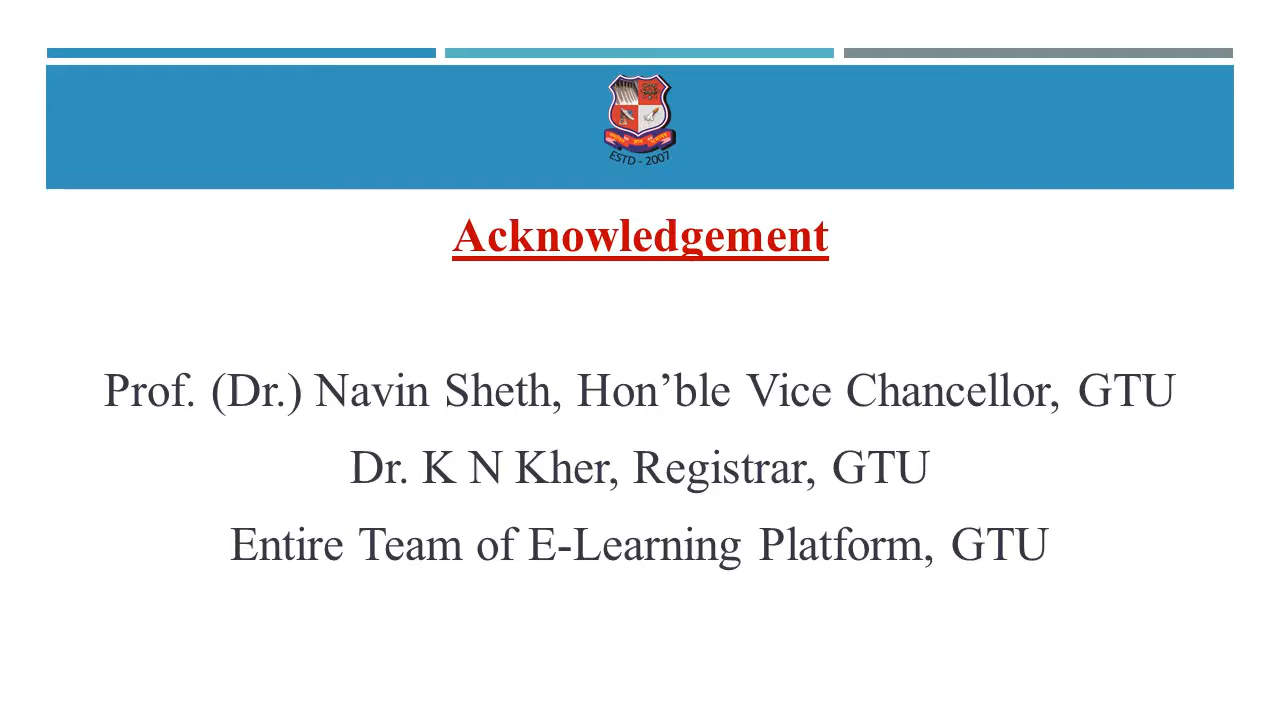 ESTD - 2007
Acknowledgement
Prof. (Dr.) Navin Sheth, Hon’ble Vice Chancellor, GTU
Dr. K N Kher, Registrar, GTU
Entire Team of E-Learning Platform, GTU